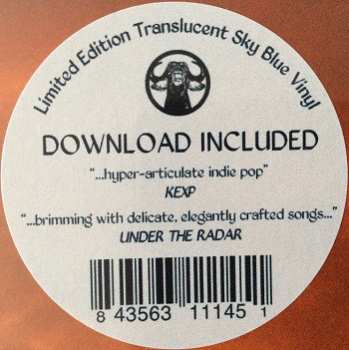 Limited Edition Translucent Sky Blue Vinyl
DOWNLOAD INCLUDED
"...hyper-articulate indie pop"
KEXP
"...brimming with delicate, elegantly crafted songs..."
UNDER THE RADAR
8 43563 11145 1